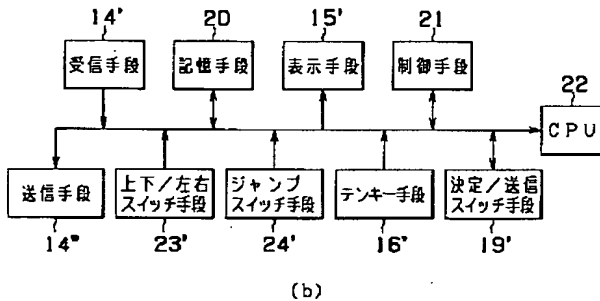 14' 20 15' 21
受信手段 記憶手段 表示手段 制御手段
22
CPU
送信手段 上下/左右スイッチ手段 ジャンプスイッチ手段 テンキー手段 決定/送信スイッチ手段
14" 23' 24' 16' 19'
(b)